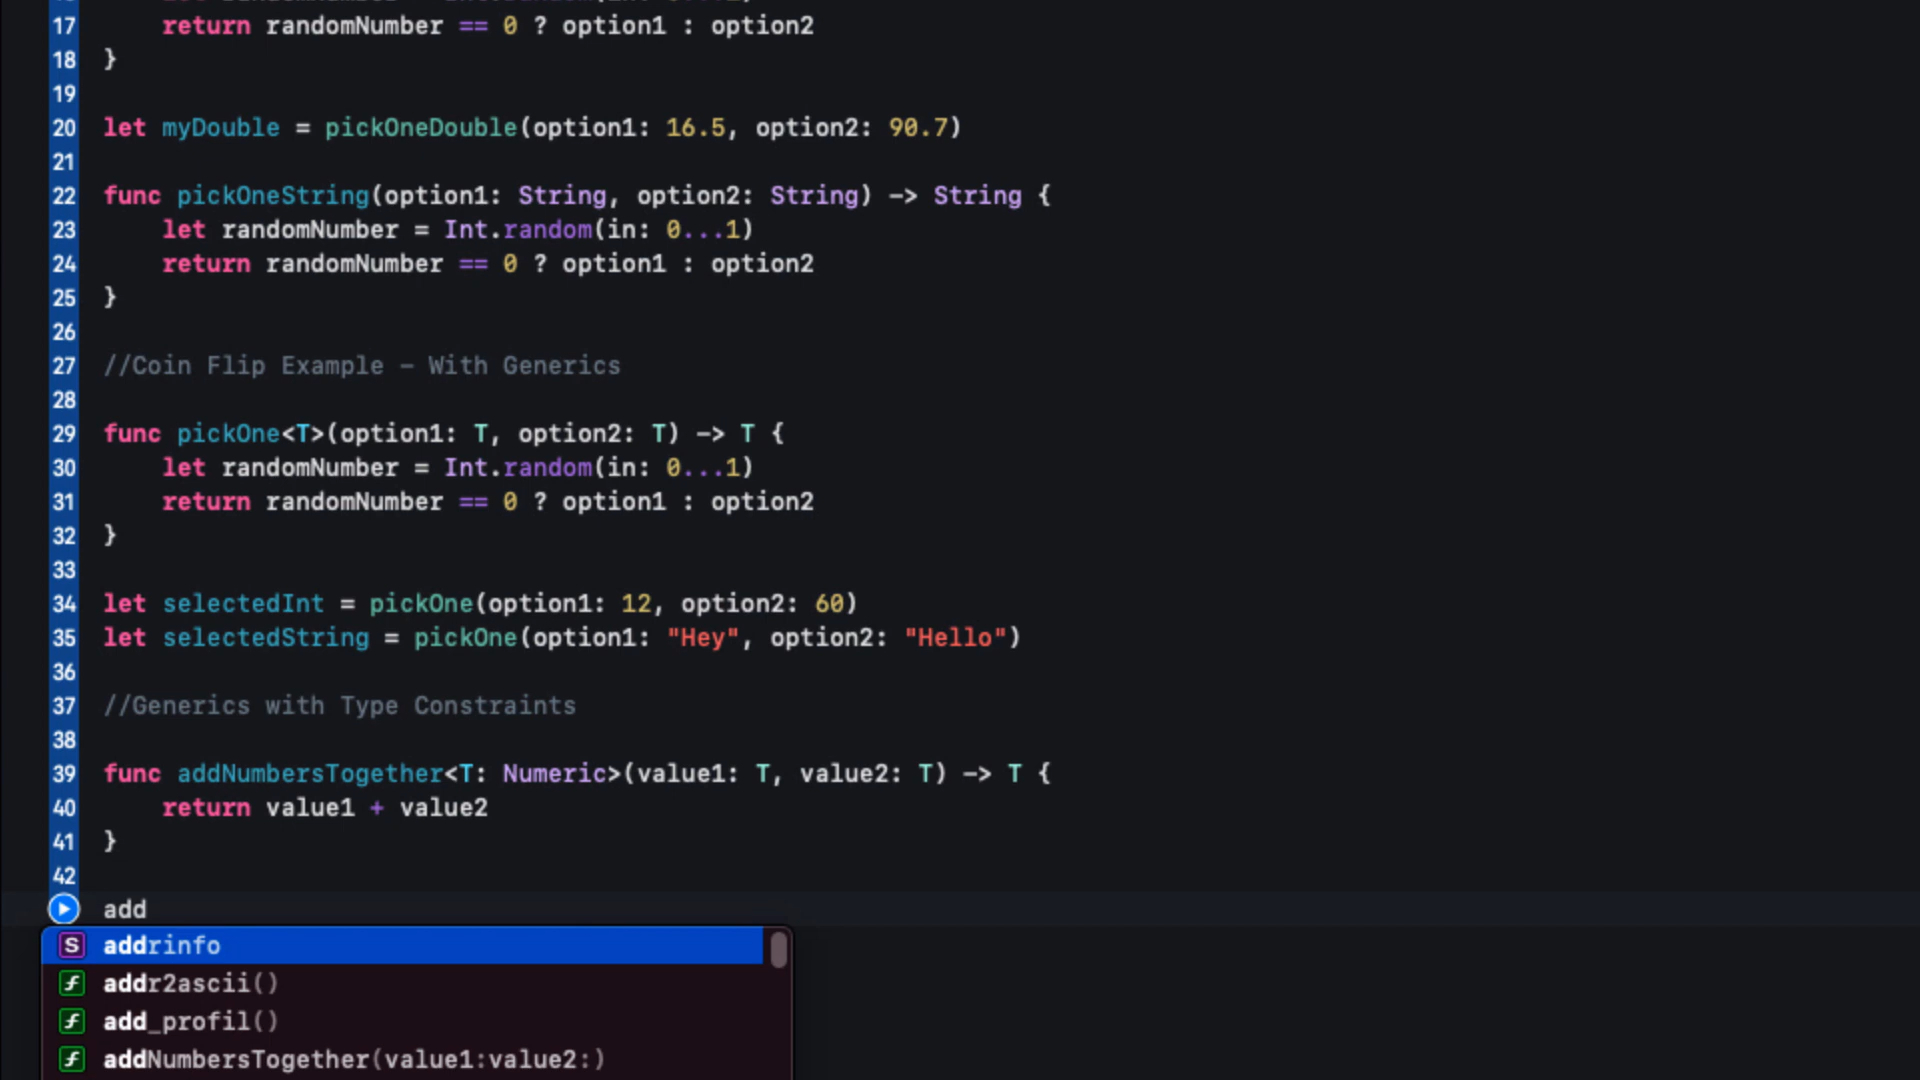 17 return randomNumber == 0 ? option1 : option2
18 }
19
20 let myDouble = pickOneDouble(option1: 16.5, option2: 90.7)
21
22 func pickOneString(option1: String, option2: String) -> String {
23 let randomNumber = Int.random(in: 0...1)
24 return randomNumber == 0 ? option1 : option2
25 }
26
27 //Coin Flip Example - With Generics
28
29 func pickOne<T>(option1: T, option2: T) -> T {
30 let randomNumber = Int.random(in: 0...1)
31 return randomNumber == 0 ? option1 : option2
32 }
33
34 let selectedInt = pickOne(option1: 12, option2: 60)
35 let selectedString = pickOne(option1: "Hey", option2: "Hello")
36
37 //Generics with Type Constraints
38
39 func addNumbersTogether<T: Numeric>(value1: T, value2: T) -> T {
40 return value1 + value2
41 }
42
add
S addrinfo
f addr2ascii()
f add_profil()
f addNumbersTogether(value1:value2:)